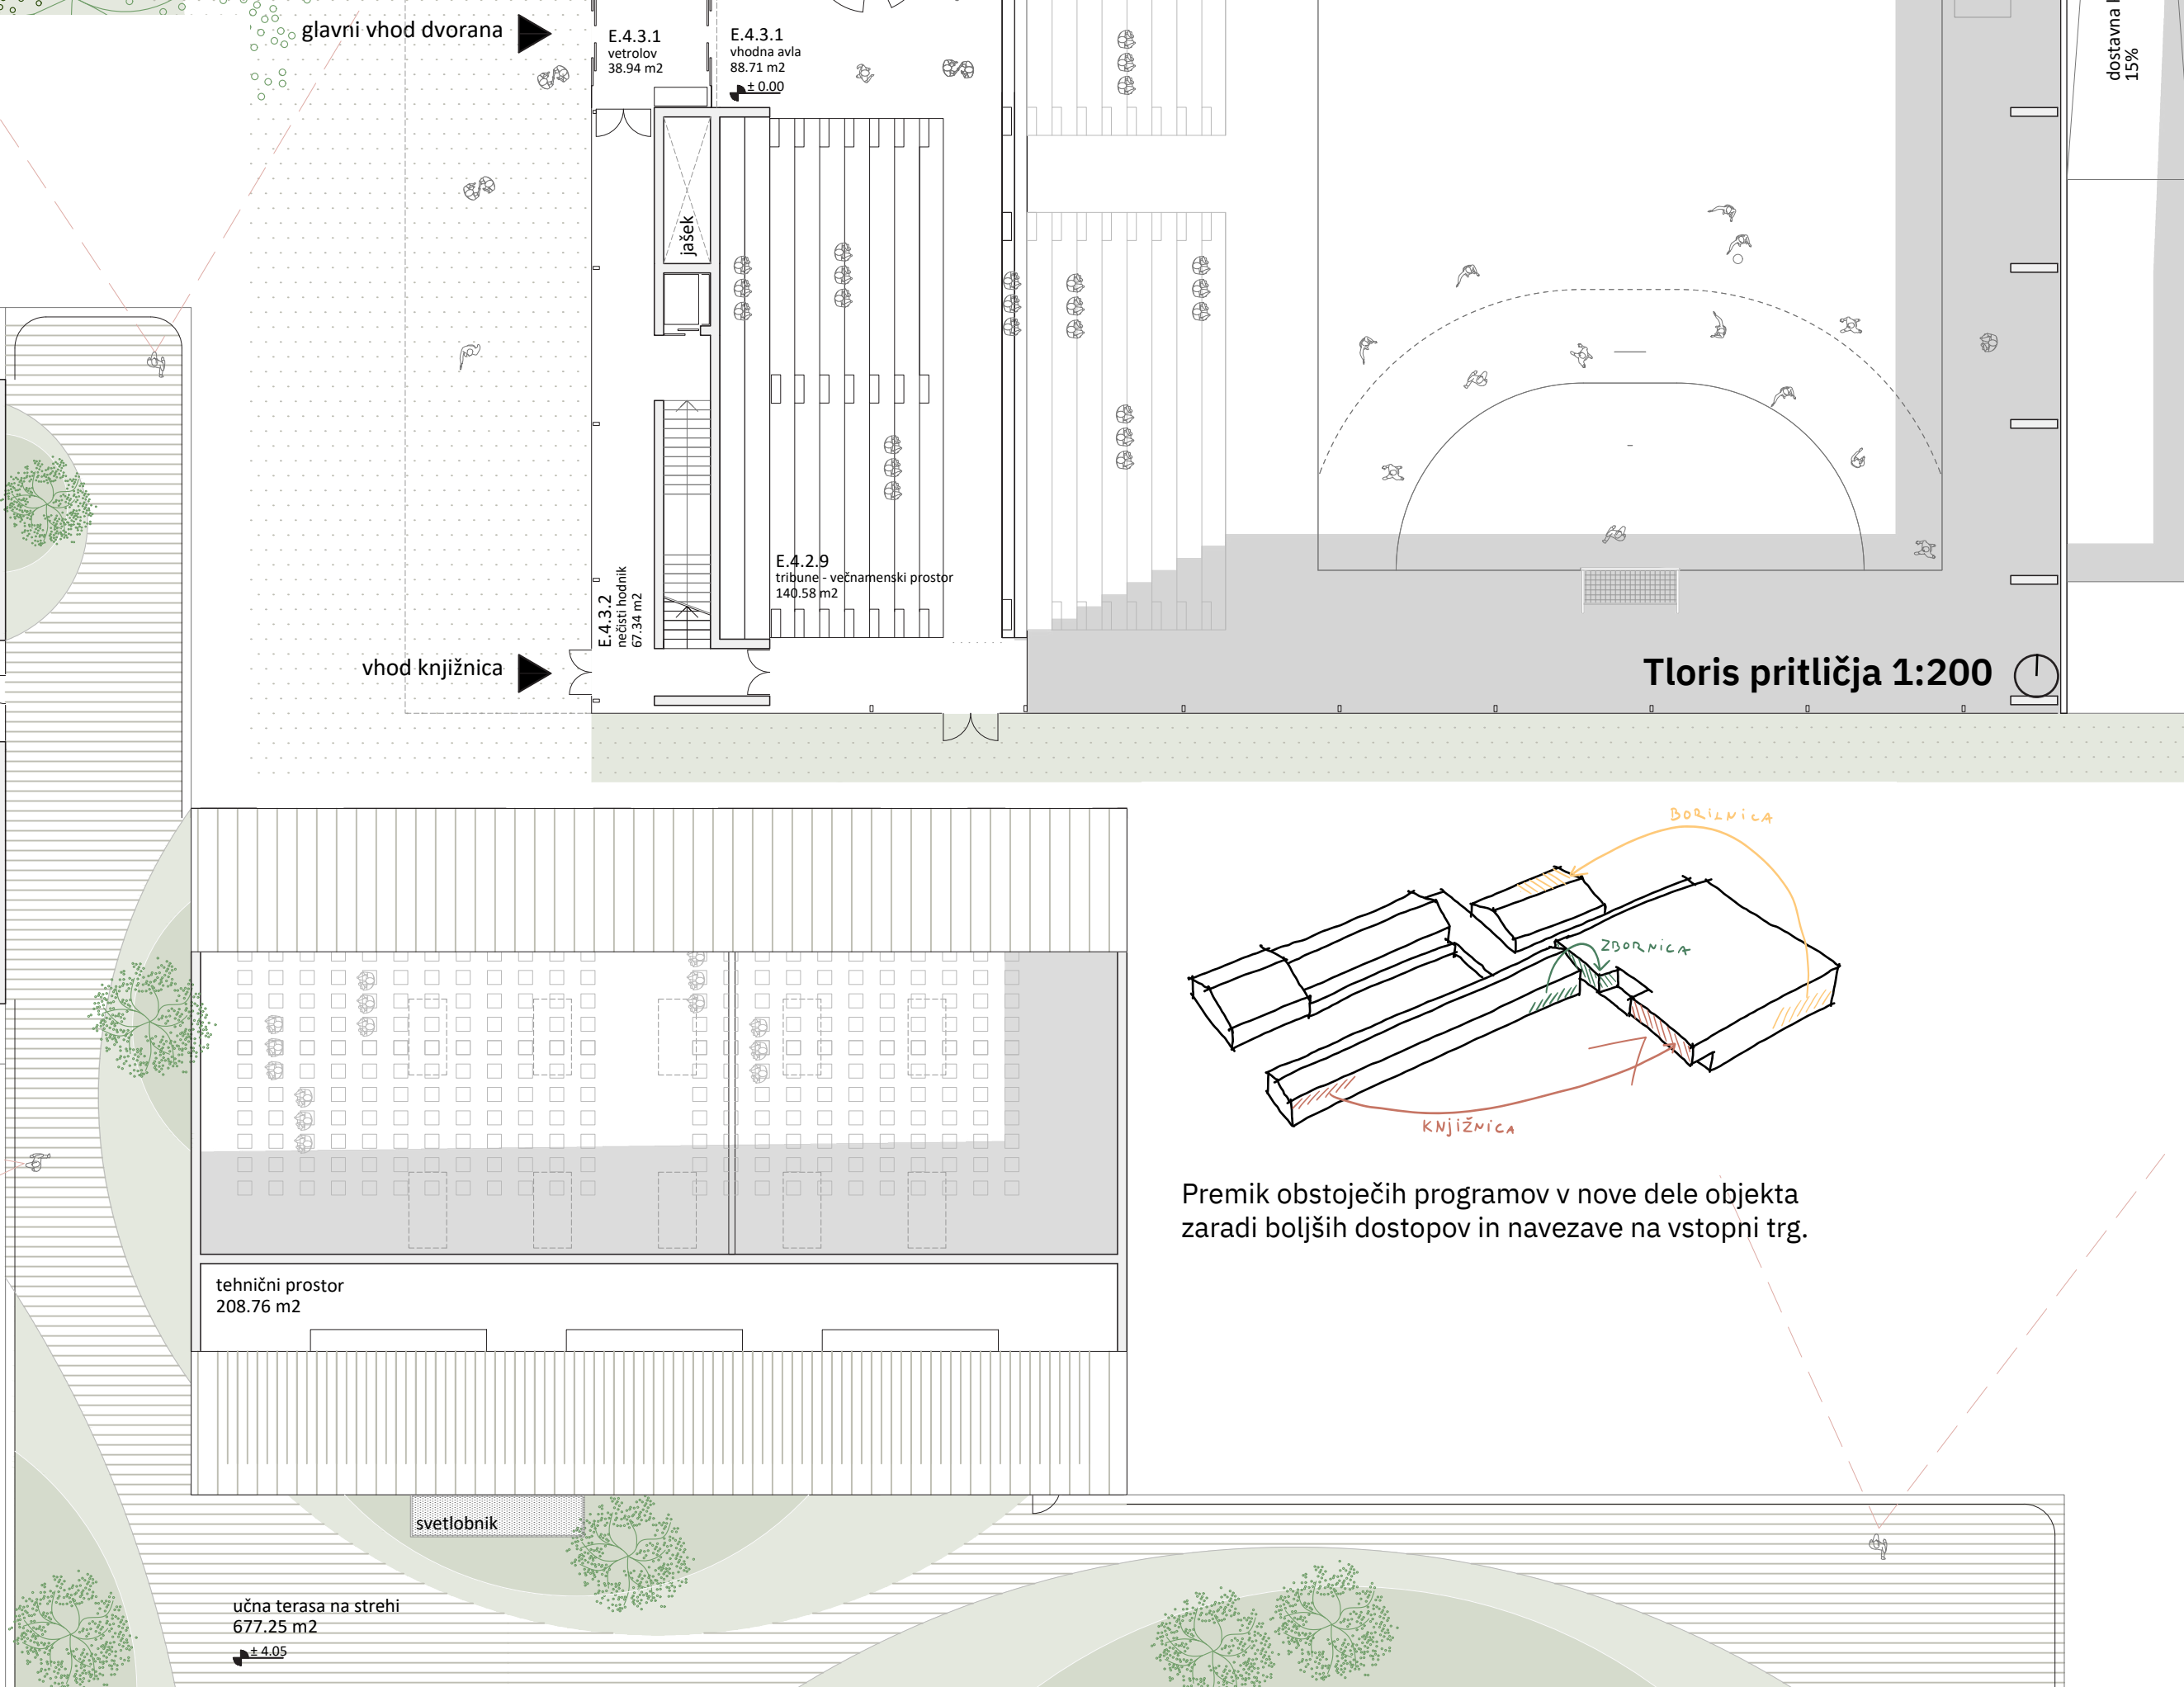 glavni vhod dvorana
E.4.3.1
vetrolov
38.94 m2
E.4.3.1
vhodna avla
88.71 m2
± 0.00
dostavna
15%
jašek
E.4.2.9
tribune - večnamenski prostor
140.58 m2
E.4.3.2
nečisti hodnik
67.34 m2
vhod knjižnica
Tloris pritličja 1:200
BORILNICA
ZBORNICA
KNJIŽNICA
Premik obstoječih programov v nove dele objekta
zaradi boljših dostopov in navezave na vstopni trg.
tehnični prostor
208.76 m2
svetlobnik
učna terasa na strehi
677.25 m2
± 4.05